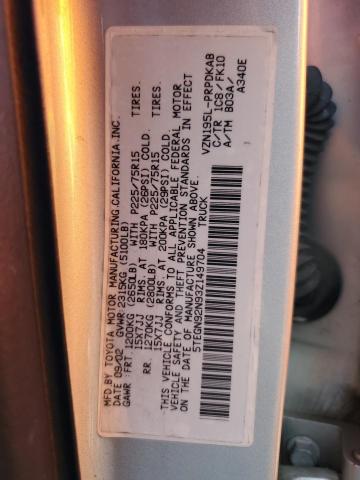 MFD BY TOYOTA MOTOR MANUFACTURING, CALIFORNIA, INC.
DATE 09/02 GVWR: 2315KG (5100LB)
GAWR : FRT. 1200KG (2650LB) WITH P225/75R15 TIRES.
15X7JJ RIMS. AT 180KPA (26PSI) COLD.
RR. 1270KG (2800LB) WITH P225/75R15 TIRES.
15X7JJ RIMS. AT 200KPA (29PSI) COLD.
THIS VEHICLE CONFORMS TO ALL APPLICABLE FEDERAL MOTOR
VEHICLE SAFETY AND THEFT PREVENTION STANDARDS IN EFFECT
ON THE DATE OF MANUFACTURE SHOWN ABOVE.
5TEGN92N93Z149704 TRUCK
VZN195L-PRPDKAB
C/TR 1C8 / FK10
A/TM B03A / A340E